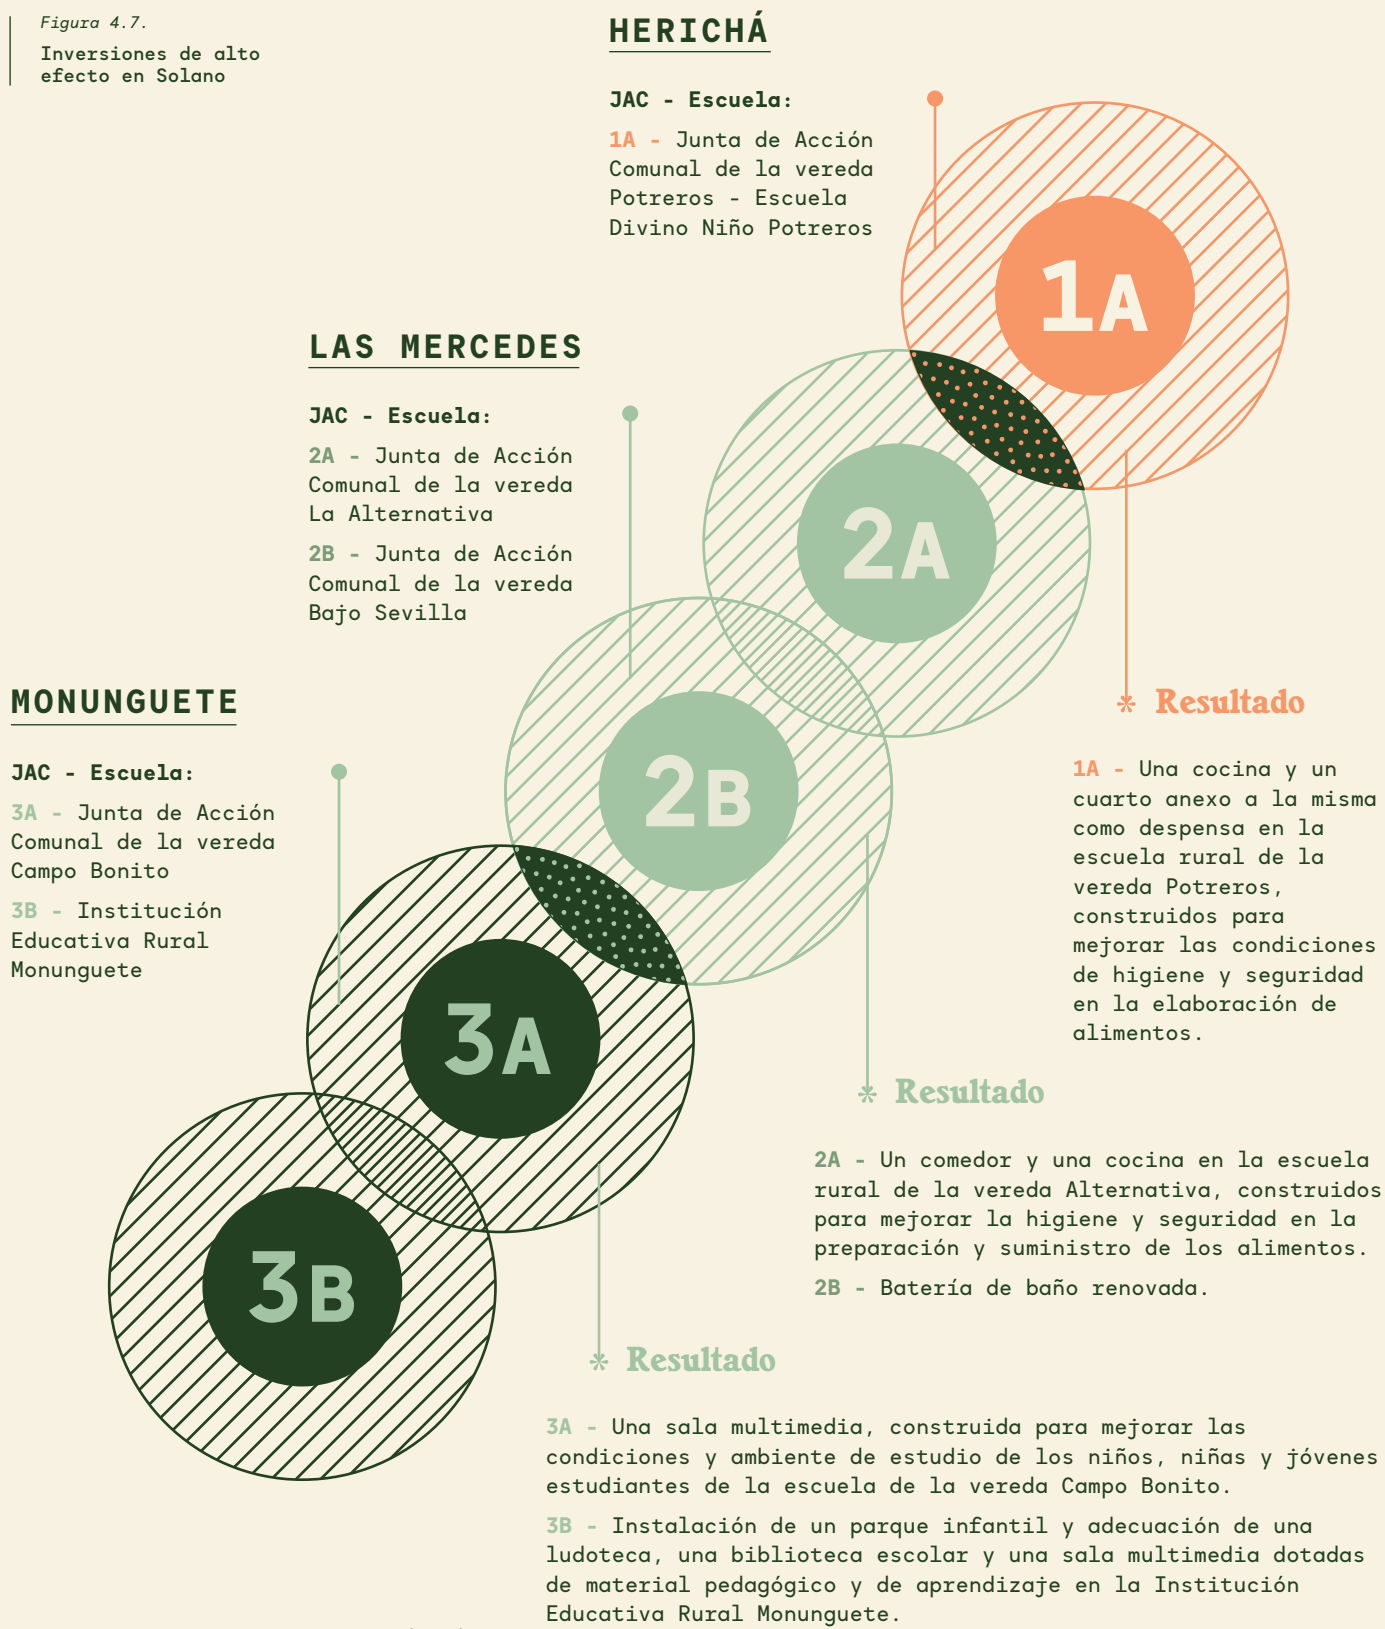 Figura 4.7.
Inversiones de alto
efecto en Solano
HERICHÁ
JAC - Escuela:
1A - Junta de Acción
Comunal de la vereda
Potreros - Escuela
Divino Niño Potreros
1A
LAS MERCEDES
JAC - Escuela:
2A - Junta de Acción
Comunal de la vereda
La Alternativa
2B - Junta de Acción
Comunal de la vereda
Bajo Sevilla
2A
2B
MONUNGUETE
JAC - Escuela:
3A - Junta de Acción
Comunal de la vereda
Campo Bonito
3B - Institución
Educativa Rural
Monunguete
3A
3B
* Resultado
1A - Una cocina y un
cuarto anexo a la misma
como despensa en la
escuela rural de la
vereda Potreros,
construidos para
mejorar las condiciones
de higiene y seguridad
en la elaboración de
alimentos.
* Resultado
2A - Un comedor y una cocina en la escuela
rural de la vereda Alternativa, construidos
para mejorar la higiene y seguridad en la
preparación y suministro de los alimentos.
2B - Batería de baño renovada.
* Resultado
3A - Una sala multimedia, construida para mejorar las
condiciones y ambiente de estudio de los niños, niñas y jóvenes
estudiantes de la escuela de la vereda Campo Bonito.
3B - Instalación de un parque infantil y adecuación de una
ludoteca, una biblioteca escolar y una sala multimedia dotadas
de material pedagógico y de aprendizaje en la Institución
Educativa Rural Monunguete.